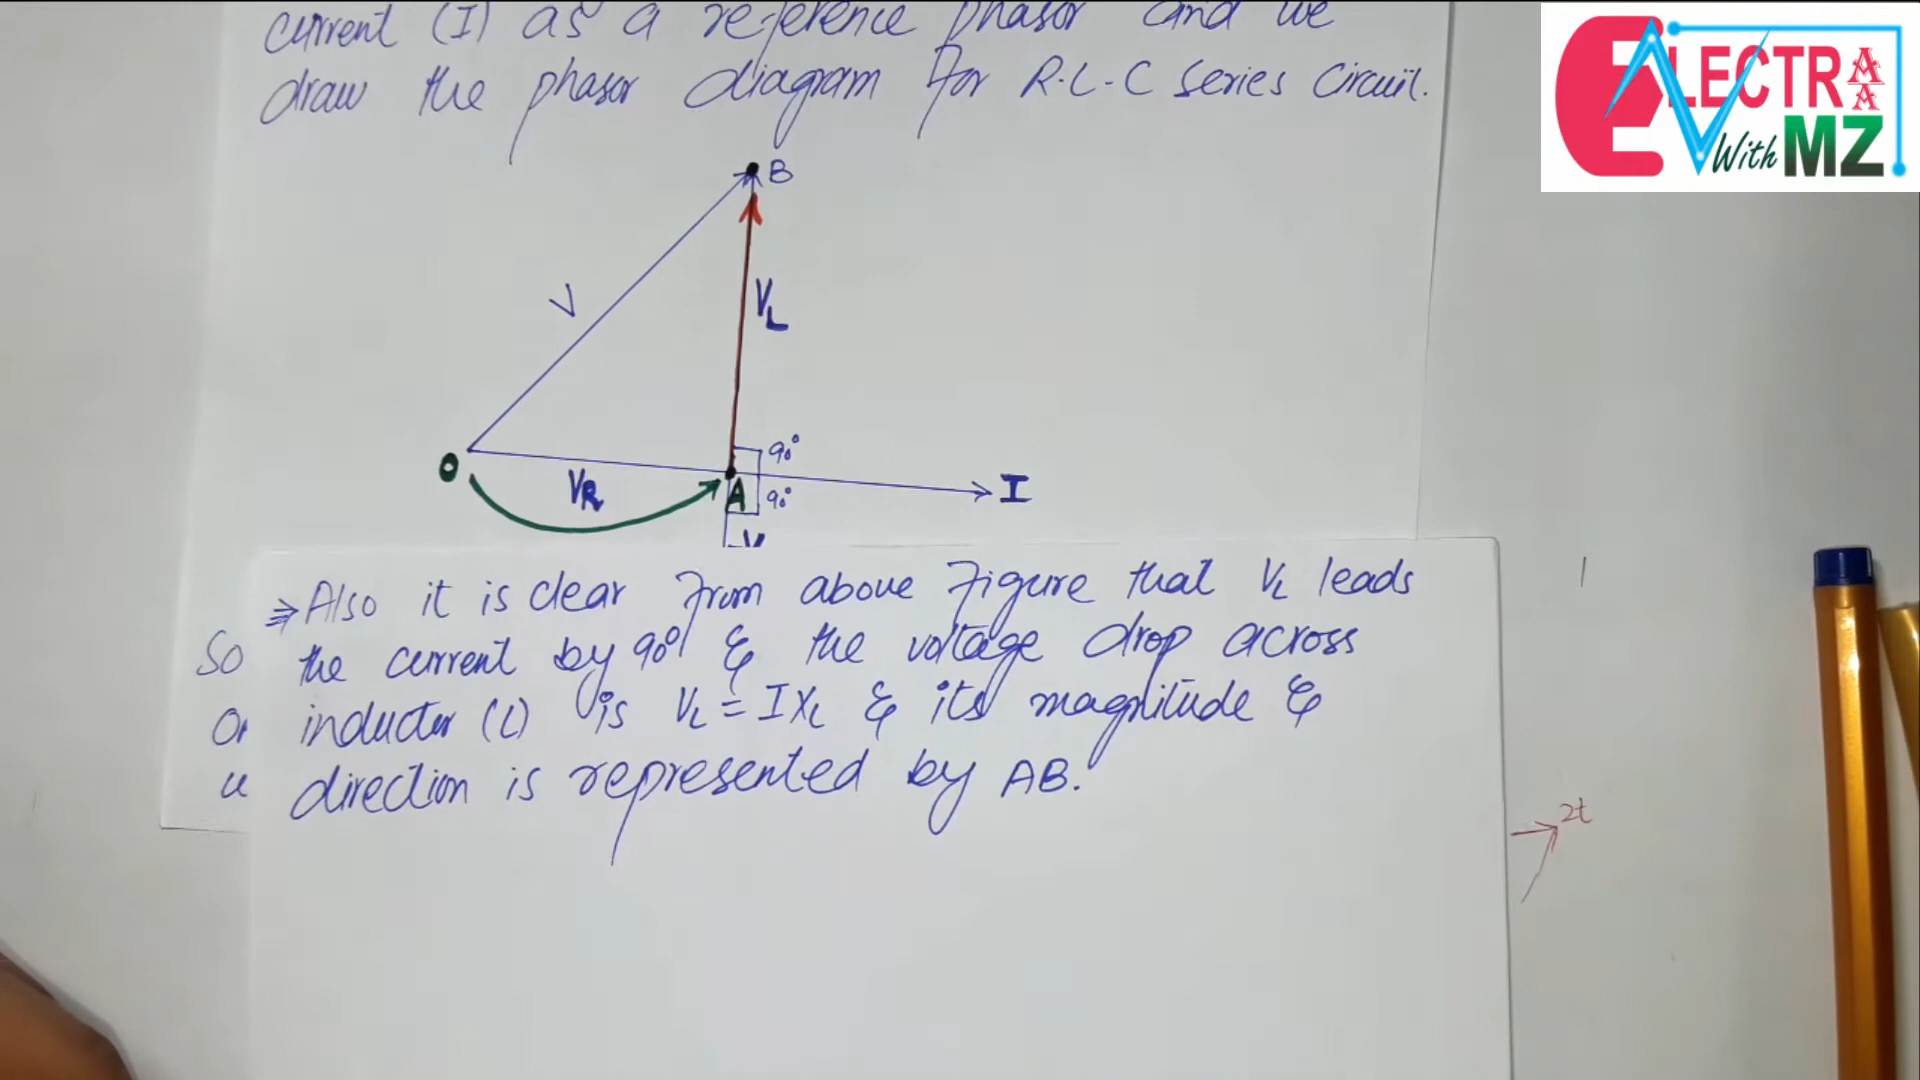 current (I) as a reference phasor and we
draw the phasor diagram for R-L-C series circuit.
B
V
VL
90°
O
VR
A
90°
I
V
⇒ Also it is clear from above figure that VL leads
So the current by 90° & the voltage drop across
inductor (L) is VL = IXL & its magnitude &
direction is represented by AB.
2t
ELECTRAAA
With MZ